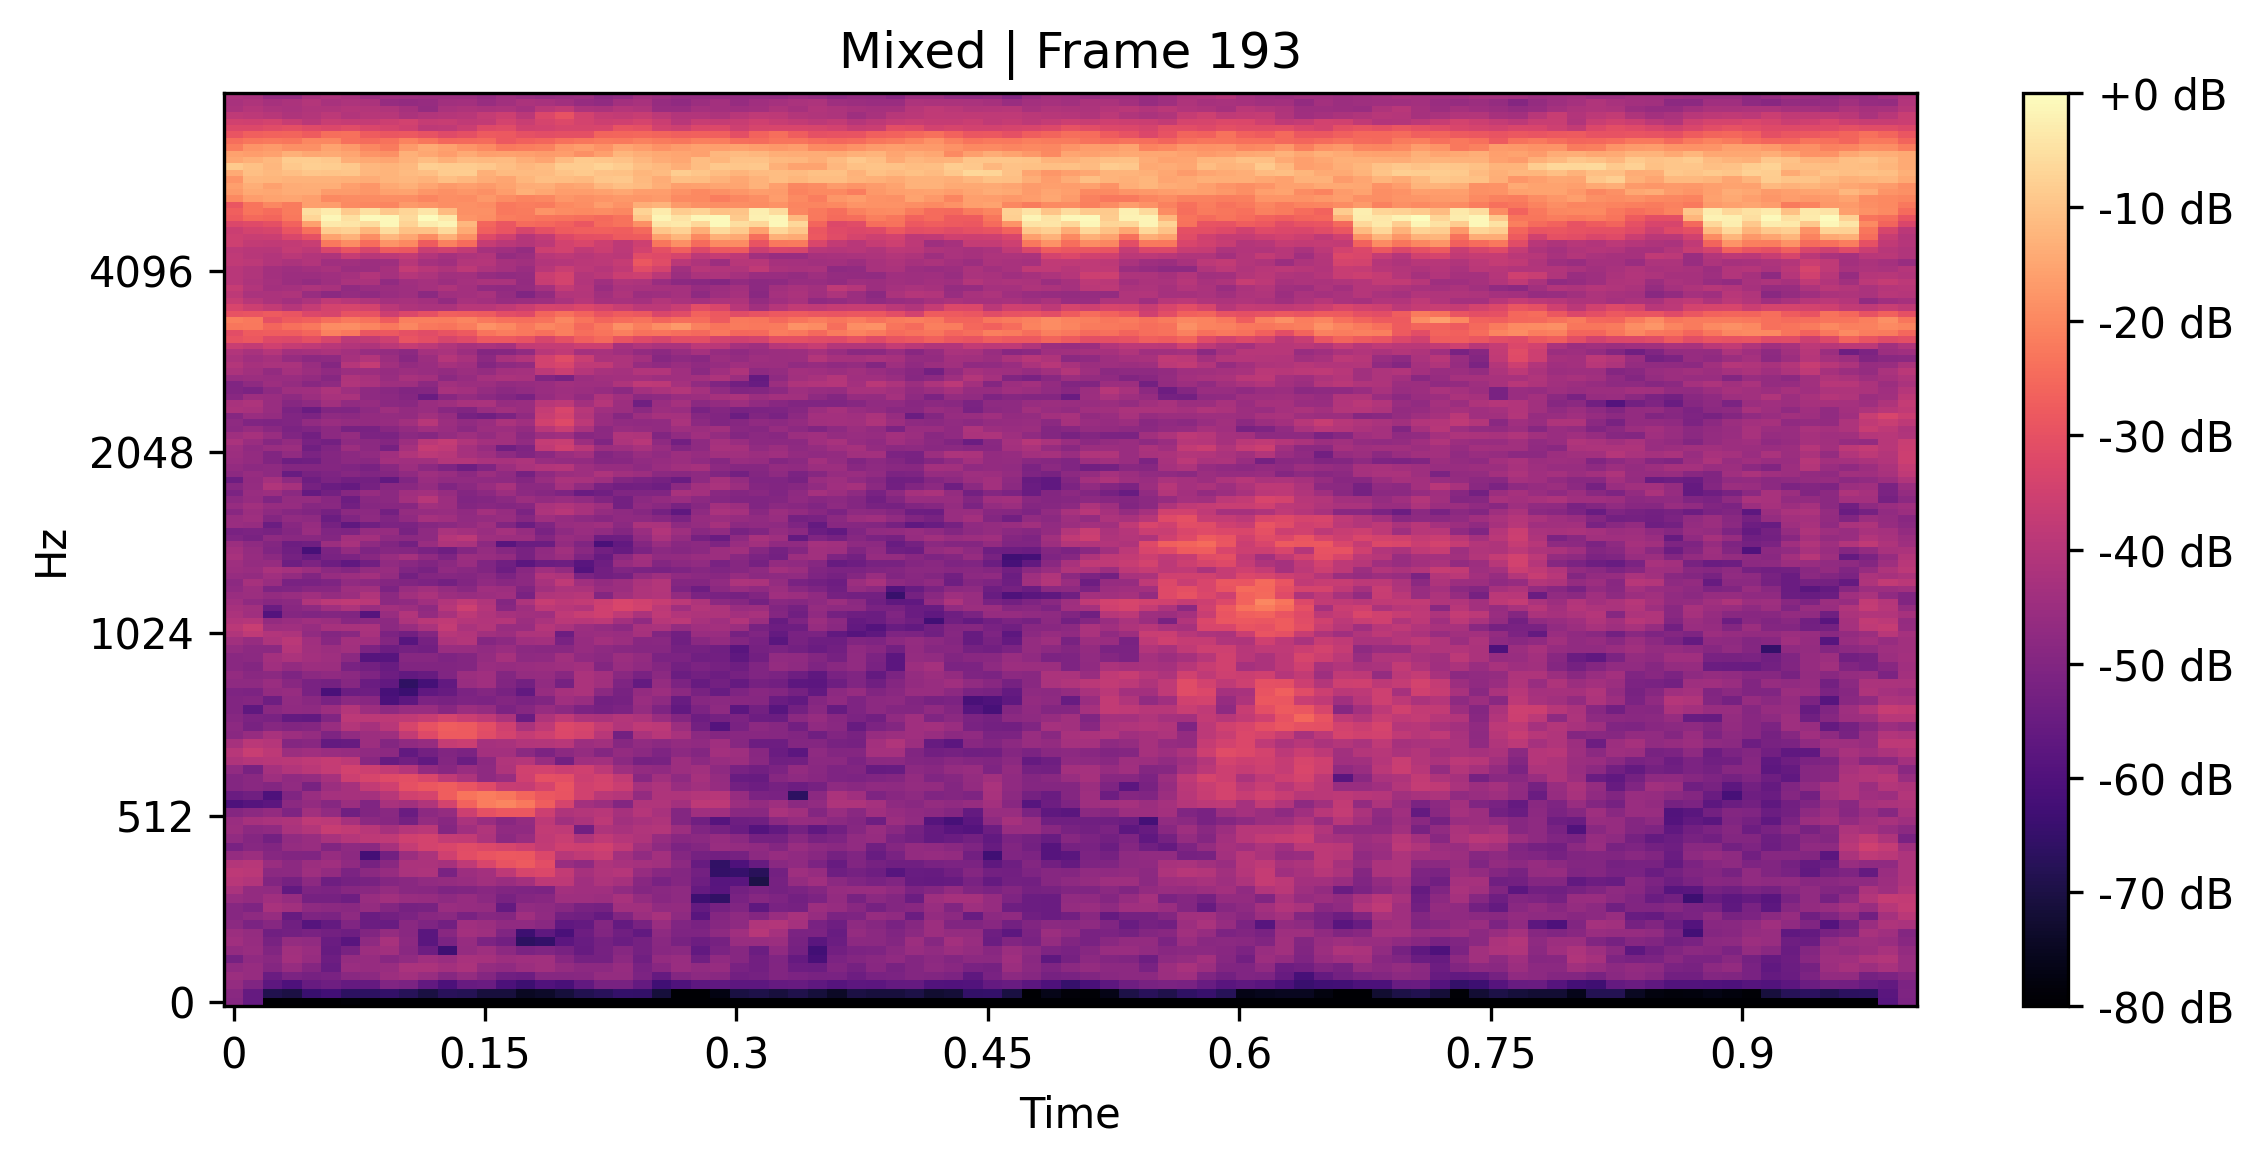 Mixed | Frame 193
Hz
4096
2048
1024
512
0
0 0.15 0.3 0.45 0.6 0.75 0.9
Time
+0 dB
-10 dB
-20 dB
-30 dB
-40 dB
-50 dB
-60 dB
-70 dB
-80 dB